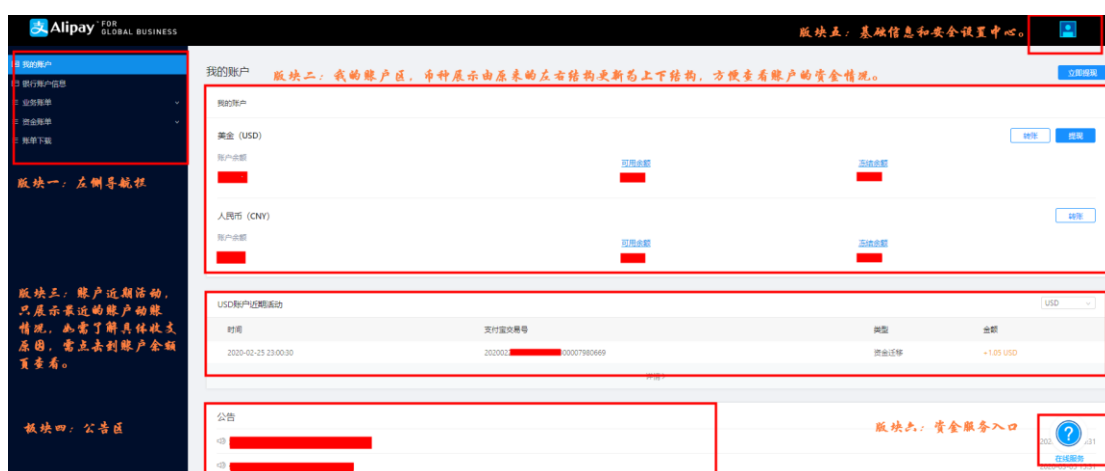 Alipay FOR GLOBAL BUSINESS
版块五：基础信息和安全设置中心。
我的账户
银行账户信息
业务账单
资金账单
账单下载
版块一：左侧导航栏
我的账户
版块二：我的账户区，币种展示由原来的左右结构更新为上下结构，方便查看账户的资金情况。
立即提现
我的账户
美金（USD）
转账 提现
账户余额 可用余额 冻结余额
人民币（CNY）
转账
账户余额 可用余额 冻结余额
版块三：账户近期活动，
只展示最近的账户动账
情况，如需了解具体收支
原因，需点去到账户余额
页查看。
USD账户近期活动
USD
时间 支付宝交易号 类型 金额
2020-02-25 23:00:30 202002 00007980669 资金迁移 +1.05 USD
板块四：公告区
公告
版块六：资金服务入口
在线服务